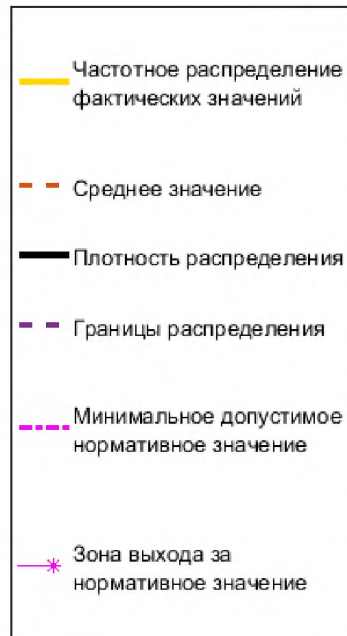 Частотное распределение
фактических значений
Среднее значение
Плотность распределения
Границы распределения
Минимальное допустимое
нормативное значение
Зона выхода за
нормативное значение